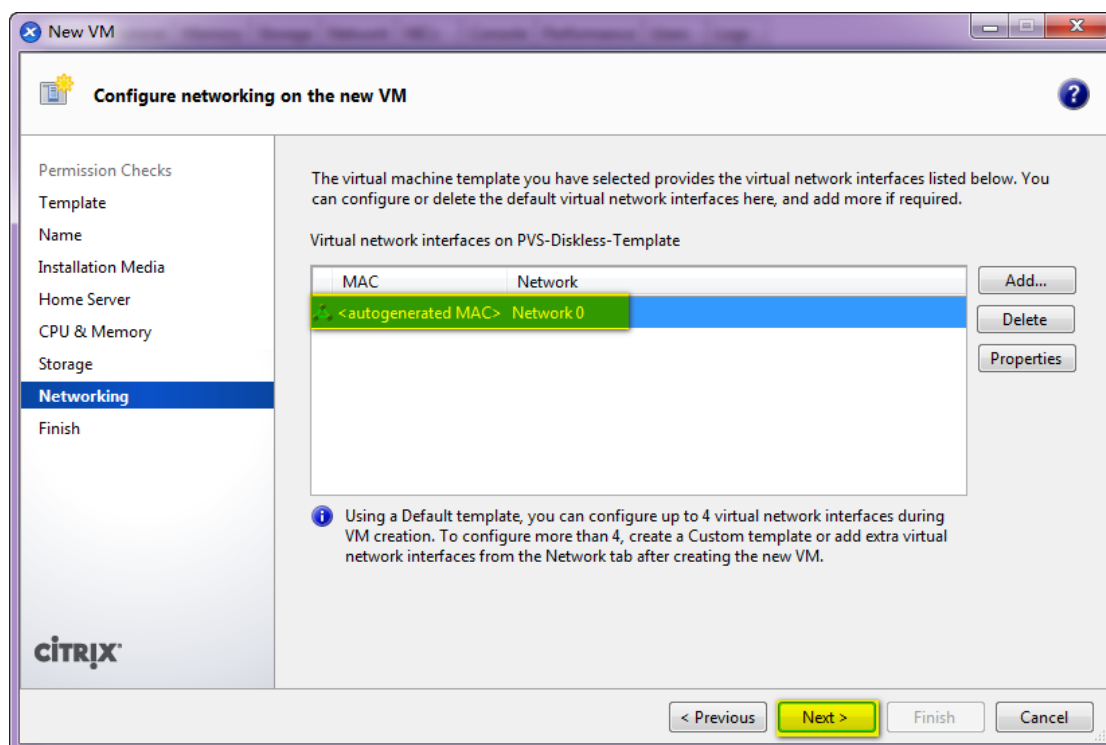 New VM
Configure networking on the new VM
?
Permission Checks
Template
Name
Installation Media
Home Server
CPU & Memory
Storage
Networking
Finish
The virtual machine template you have selected provides the virtual network interfaces listed below. You
can configure or delete the default virtual network interfaces here, and add more if required.
Virtual network interfaces on PVS-Diskless-Template
MAC Network
<autogenerated MAC> Network 0
Add...
Delete
Properties
Using a Default template, you can configure up to 4 virtual network interfaces during
VM creation. To configure more than 4, create a Custom template or add extra virtual
network interfaces from the Network tab after creating the new VM.
CİTRIX
< Previous Next > Finish Cancel